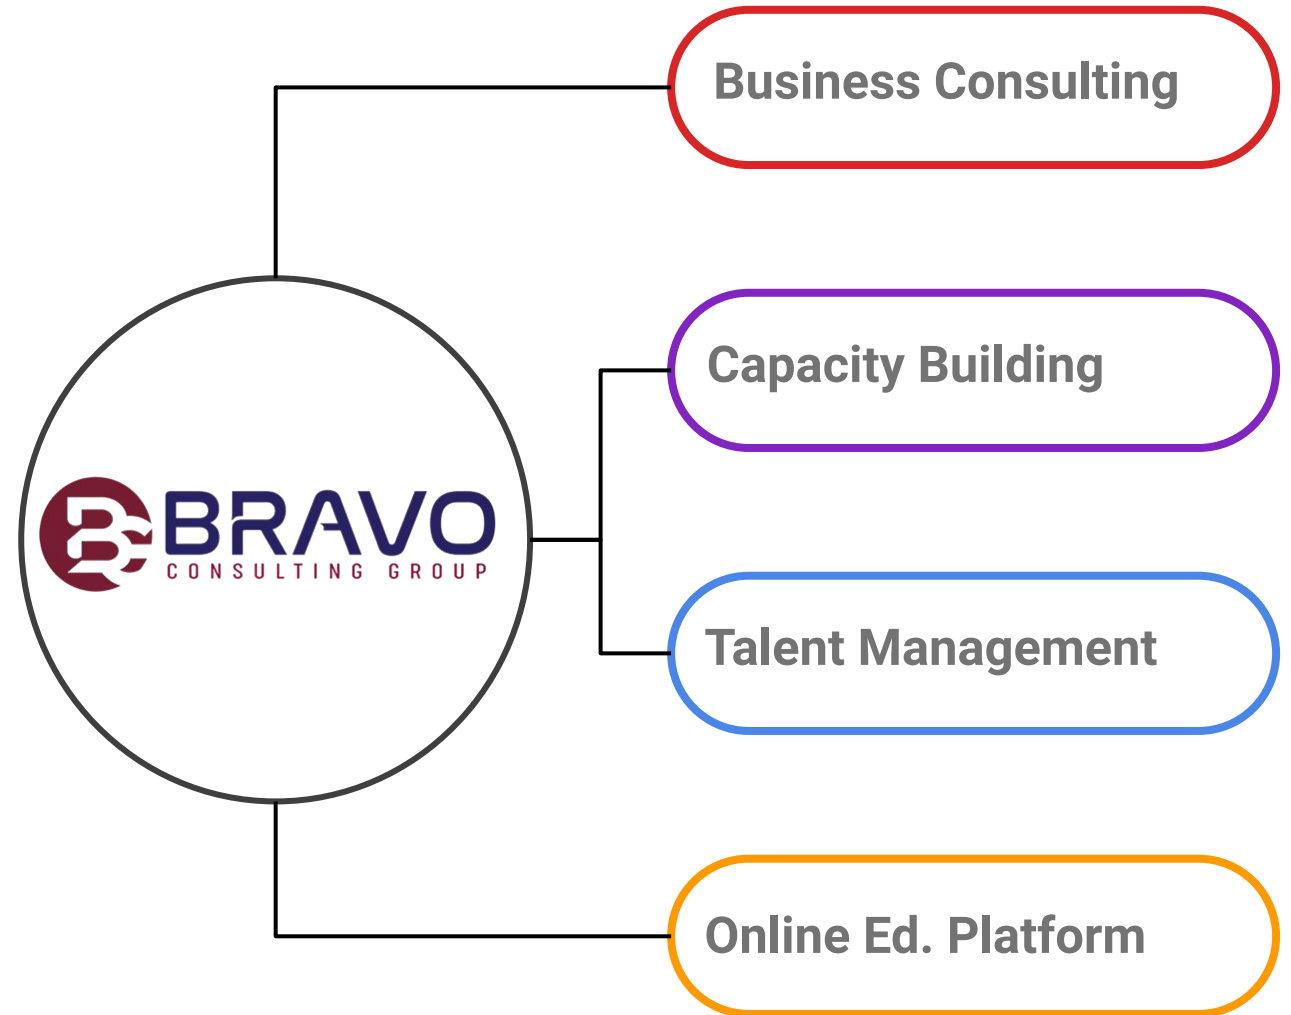 Business Consulting
Capacity Building
BRAVO
CONSULTING GROUP
Talent Management
Online Ed. Platform